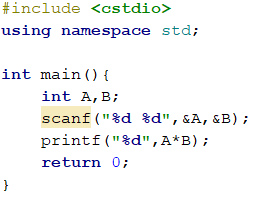 #include <cstdio>
using namespace std;

int main(){
    int A,B;
    scanf("%d %d",&A,&B);
    printf("%d",A*B);
    return 0;
}